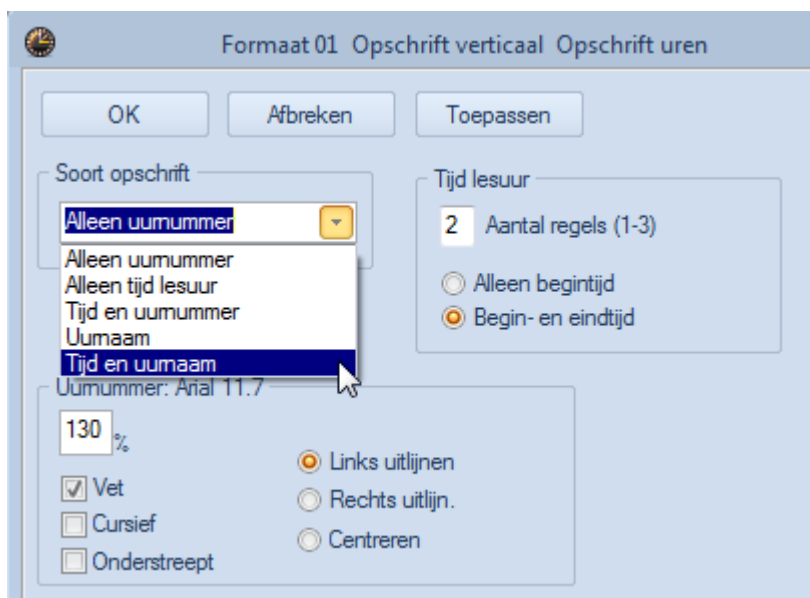 Formaat 01 Opschrift verticaal Opschrift uren
OK Afbreken Toepassen
Soort opschrift
Alleen uurnummer
Alleen uurnummer
Alleen tijd lesuur
Tijd en uurnummer
Uurnaam
Tijd en uurnaam
Tijd lesuur
2 Aantal regels (1-3)
Alleen begintijd
Begin- en eindtijd
Uurnummer: Arial 11.7
130 %
Vet
Cursief
Onderstreept
Links uitlijnen
Rechts uitlijn.
Centreren